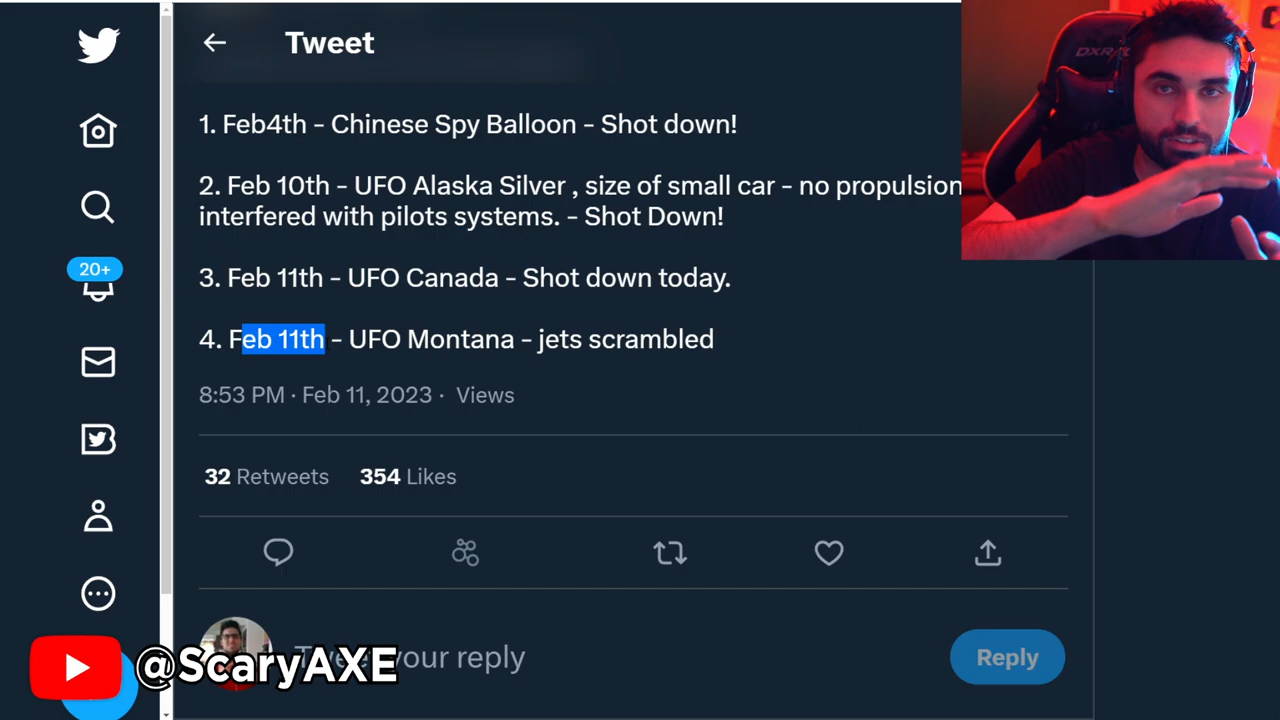 Tweet
1. Feb4th - Chinese Spy Balloon - Shot down!
2. Feb 10th - UFO Alaska Silver , size of small car - no propulsion
interfered with pilots systems. - Shot Down!
3. Feb 11th - UFO Canada - Shot down today.
4. Feb 11th - UFO Montana - jets scrambled
8:53 PM · Feb 11, 2023 · Views
32 Retweets 354 Likes
20+
your reply
Reply
@ScaryAXE